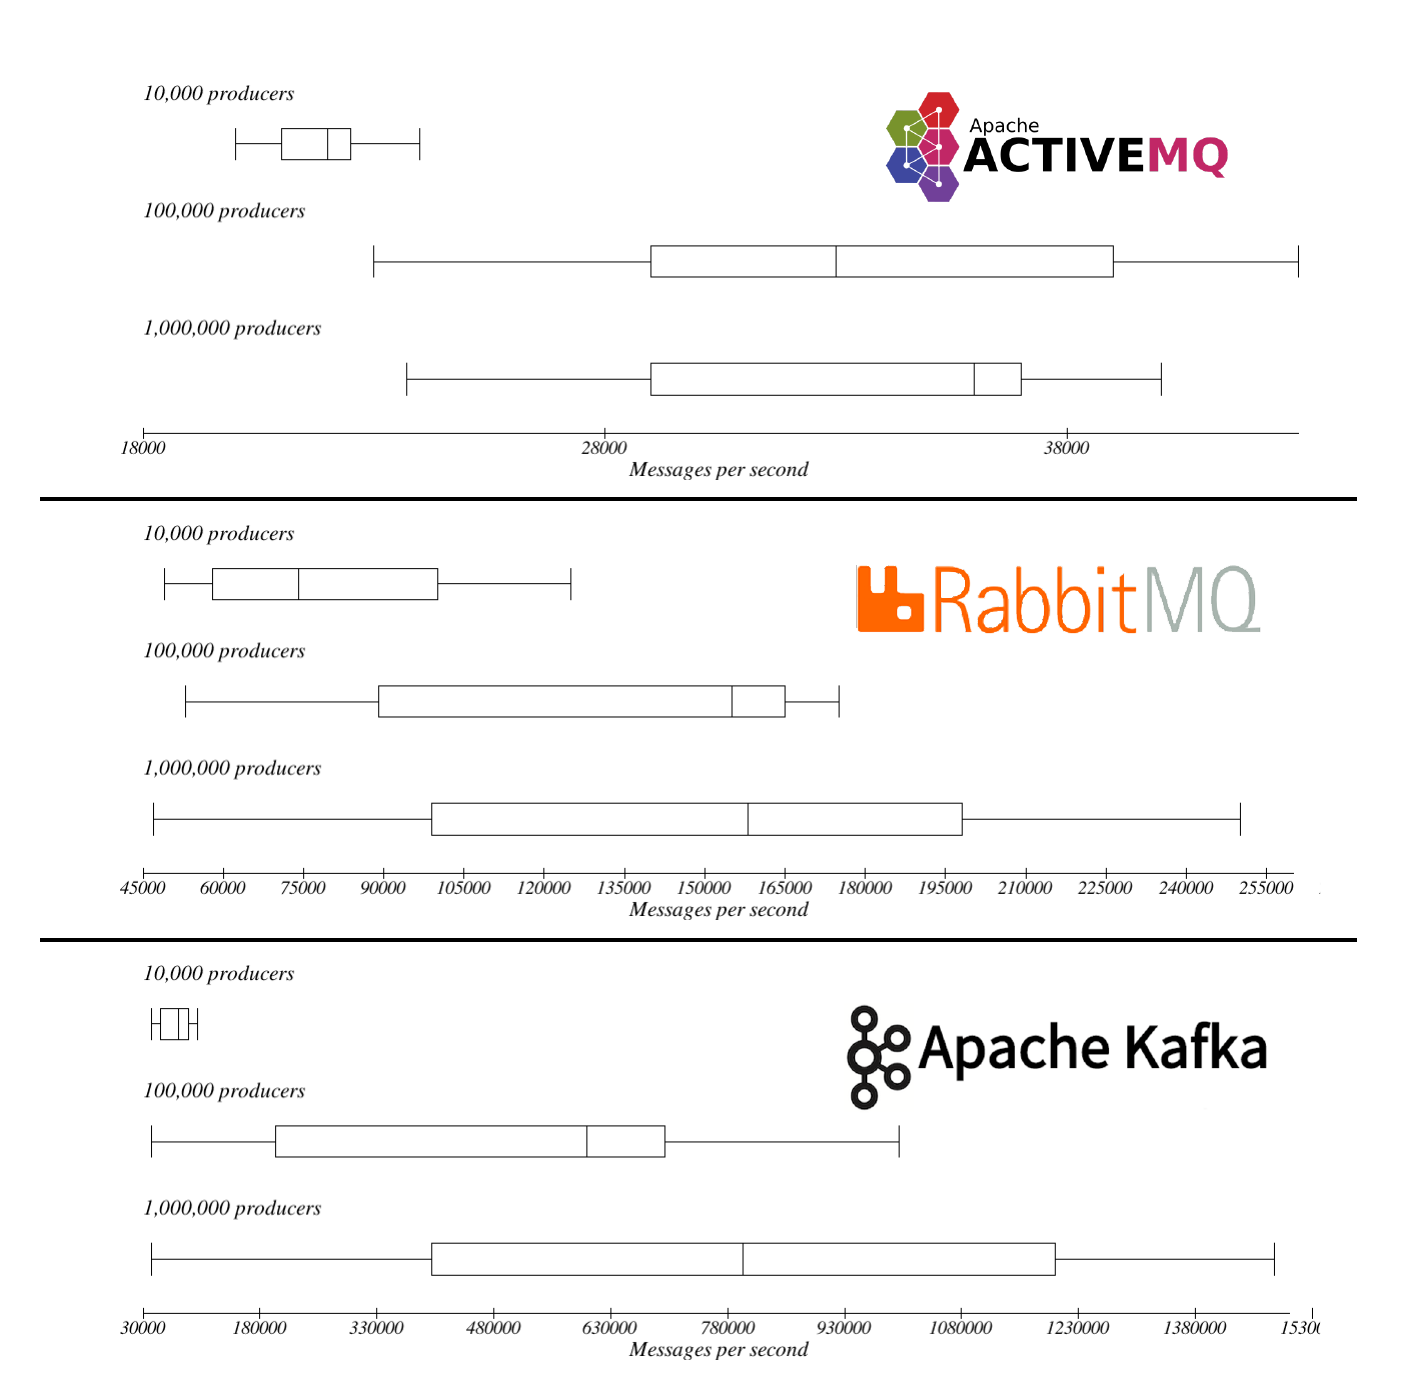 10,000 producers
Apache
ACTIVEMQ
100,000 producers
1,000,000 producers
18000 28000 38000
Messages per second
10,000 producers
RabbitMQ
100,000 producers
1,000,000 producers
45000 60000 75000 90000 105000 120000 135000 150000 165000 180000 195000 210000 225000 240000 255000
Messages per second
10,000 producers
Apache Kafka
100,000 producers
1,000,000 producers
30000 180000 330000 480000 630000 780000 930000 1080000 1230000 1380000
Messages per second